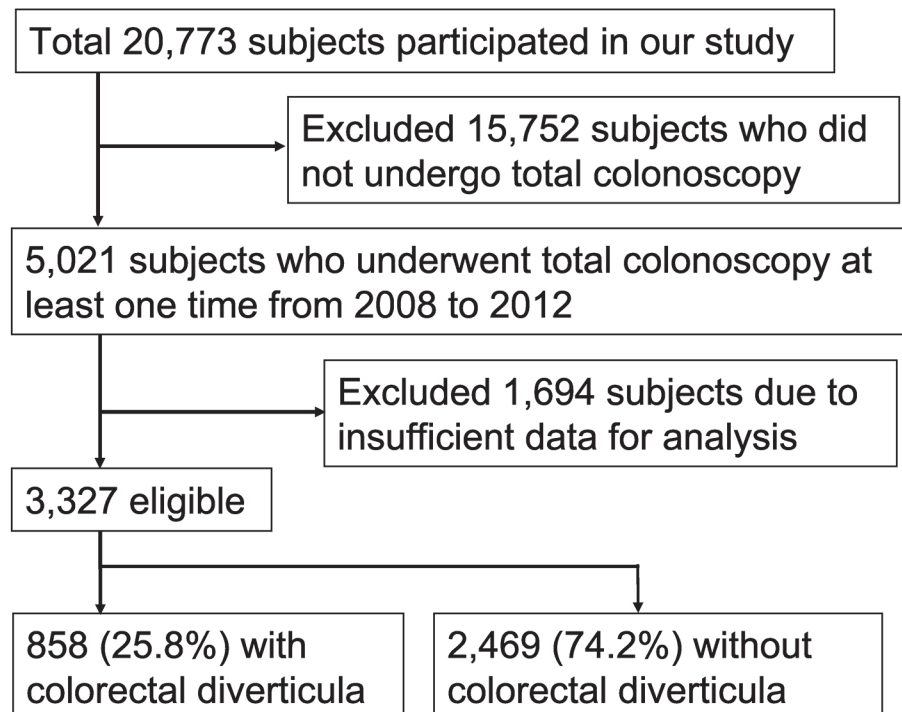 Total 20,773 subjects participated in our study
Excluded 15,752 subjects who did
not undergo total colonoscopy
5,021 subjects who underwent total colonoscopy at
least one time from 2008 to 2012
Excluded 1,694 subjects due to
insufficient data for analysis
3,327 eligible
858 (25.8%) with
colorectal diverticula
2,469 (74.2%) without
colorectal diverticula